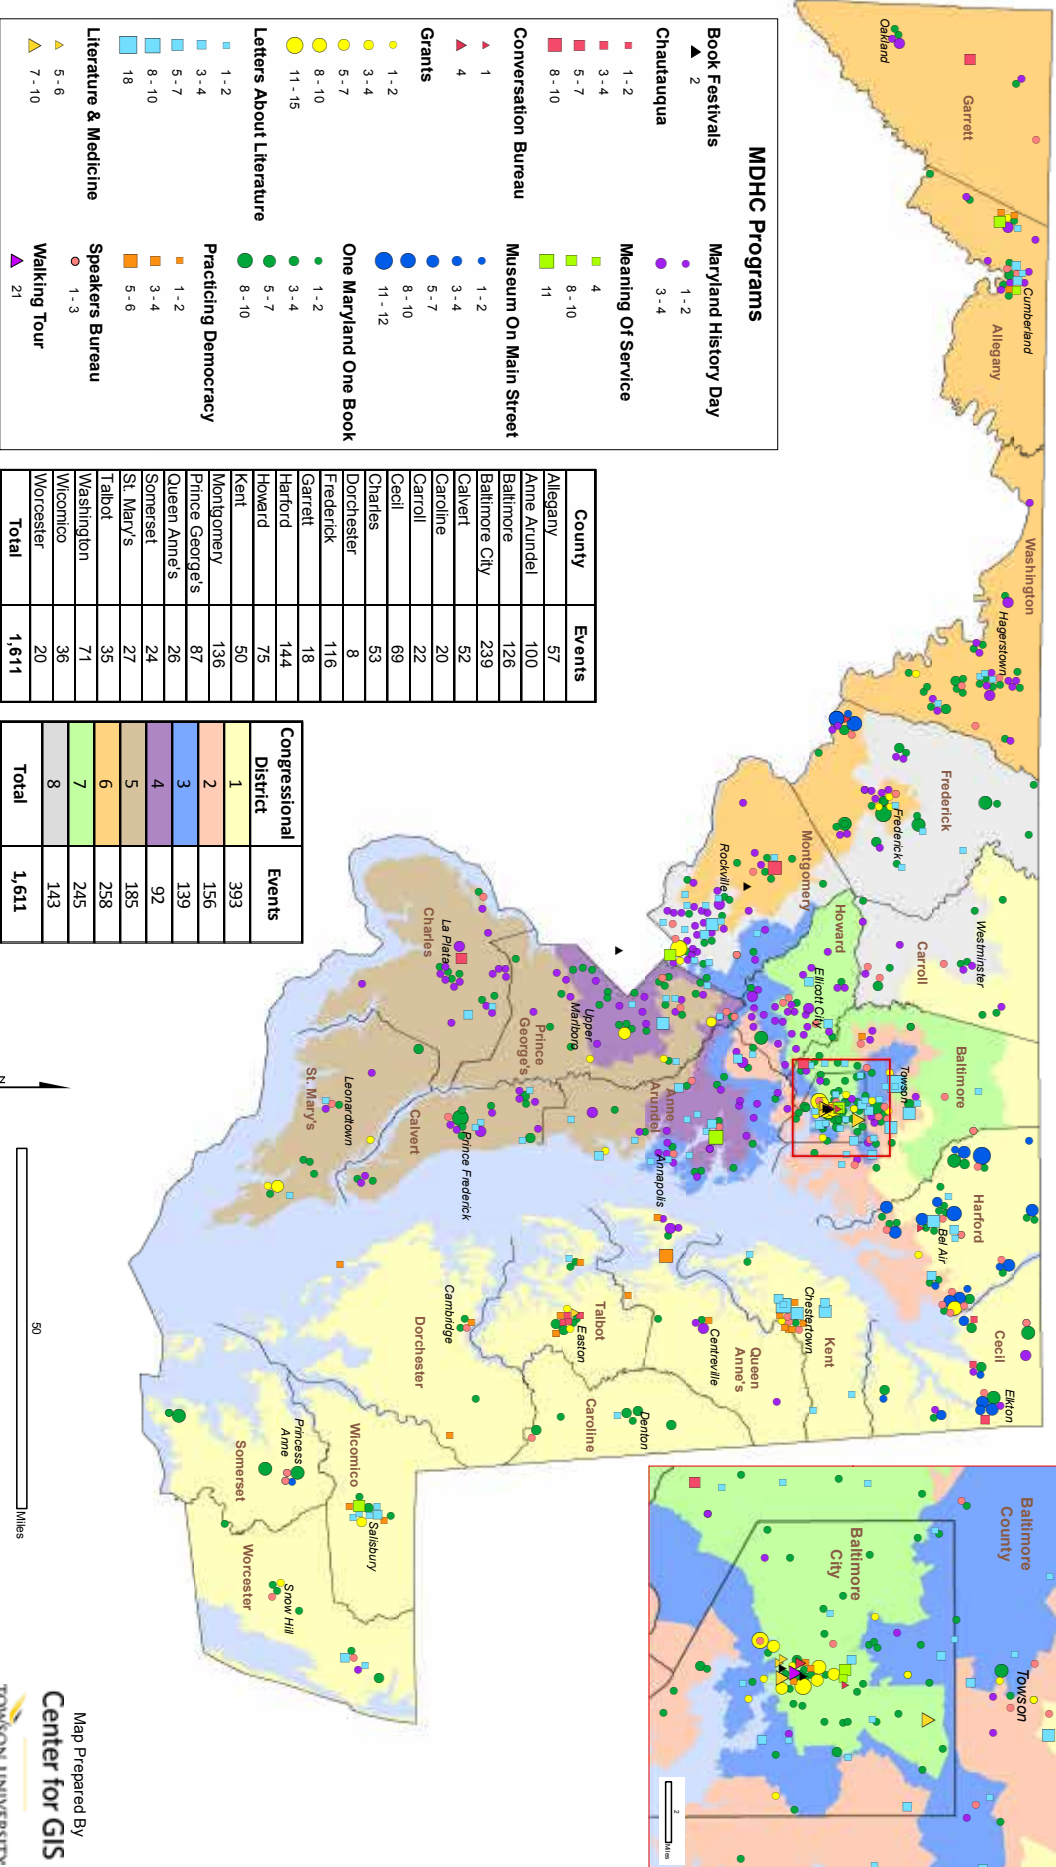 MDHC Programs
Book Festivals
2
Chautauqua
1 - 2
3 - 4
5 - 7
8 - 10
Conversation Bureau
1
4
Grants
1 - 2
3 - 4
5 - 7
8 - 10
11 - 15
Letters About Literature
1 - 2
3 - 4
5 - 7
8 - 10
18
Literature & Medicine
5 - 6
7 - 10
Maryland History Day
1 - 2
3 - 4
Meaning Of Service
4
8 - 10
11
Museum On Main Street
1 - 2
3 - 4
5 - 7
8 - 10
11 - 12
One Maryland One Book
1 - 2
3 - 4
5 - 7
8 - 10
Practicing Democracy
1 - 2
3 - 4
5 - 6
Speakers Bureau
1 - 3
Walking Tour
21
County Events
Allegany 57
Anne Arundel 100
Baltimore 126
Baltimore City 239
Calvert 52
Caroline 20
Carroll 22
Cecil 69
Charles 53
Dorchester 8
Frederick 116
Garrett 18
Harford 144
Howard 75
Kent 50
Montgomery 136
Prince George's 87
Queen Anne's 26
Somerset 24
St. Mary's 27
Talbot 35
Washington 71
Wicomico 36
Worcester 20
Total 1,611
Congressional
District Events
1 393
2 156
3 139
4 92
5 185
6 258
7 245
8 143
Total 1,611
Oakland
Garrett
Cumberland
Allegany
Washington
Hagerstown
Frederick
Frederick
Montgomery
Rockville
Howard
Ellicott City
Carroll
Westminster
Baltimore
Towson
Harford
Bel Air
Cecil
Elkton
Kent
Chestertown
Queen
Anne's
Centreville
Talbot
Easton
Caroline
Denton
Dorchester
Cambridge
Wicomico
Salisbury
Somerset
Princess
Anne
Worcester
Snow Hill
Anne
Arundel
Annapolis
Prince
George's
Upper
Marlboro
Charles
La Plata
Calvert
Prince Frederick
St. Mary's
Leonardtown
Baltimore
County
Baltimore
City
Towson
2
Miles
N
50
Miles
Map Prepared By
Center for GIS
TOWSON UNIVERSITY